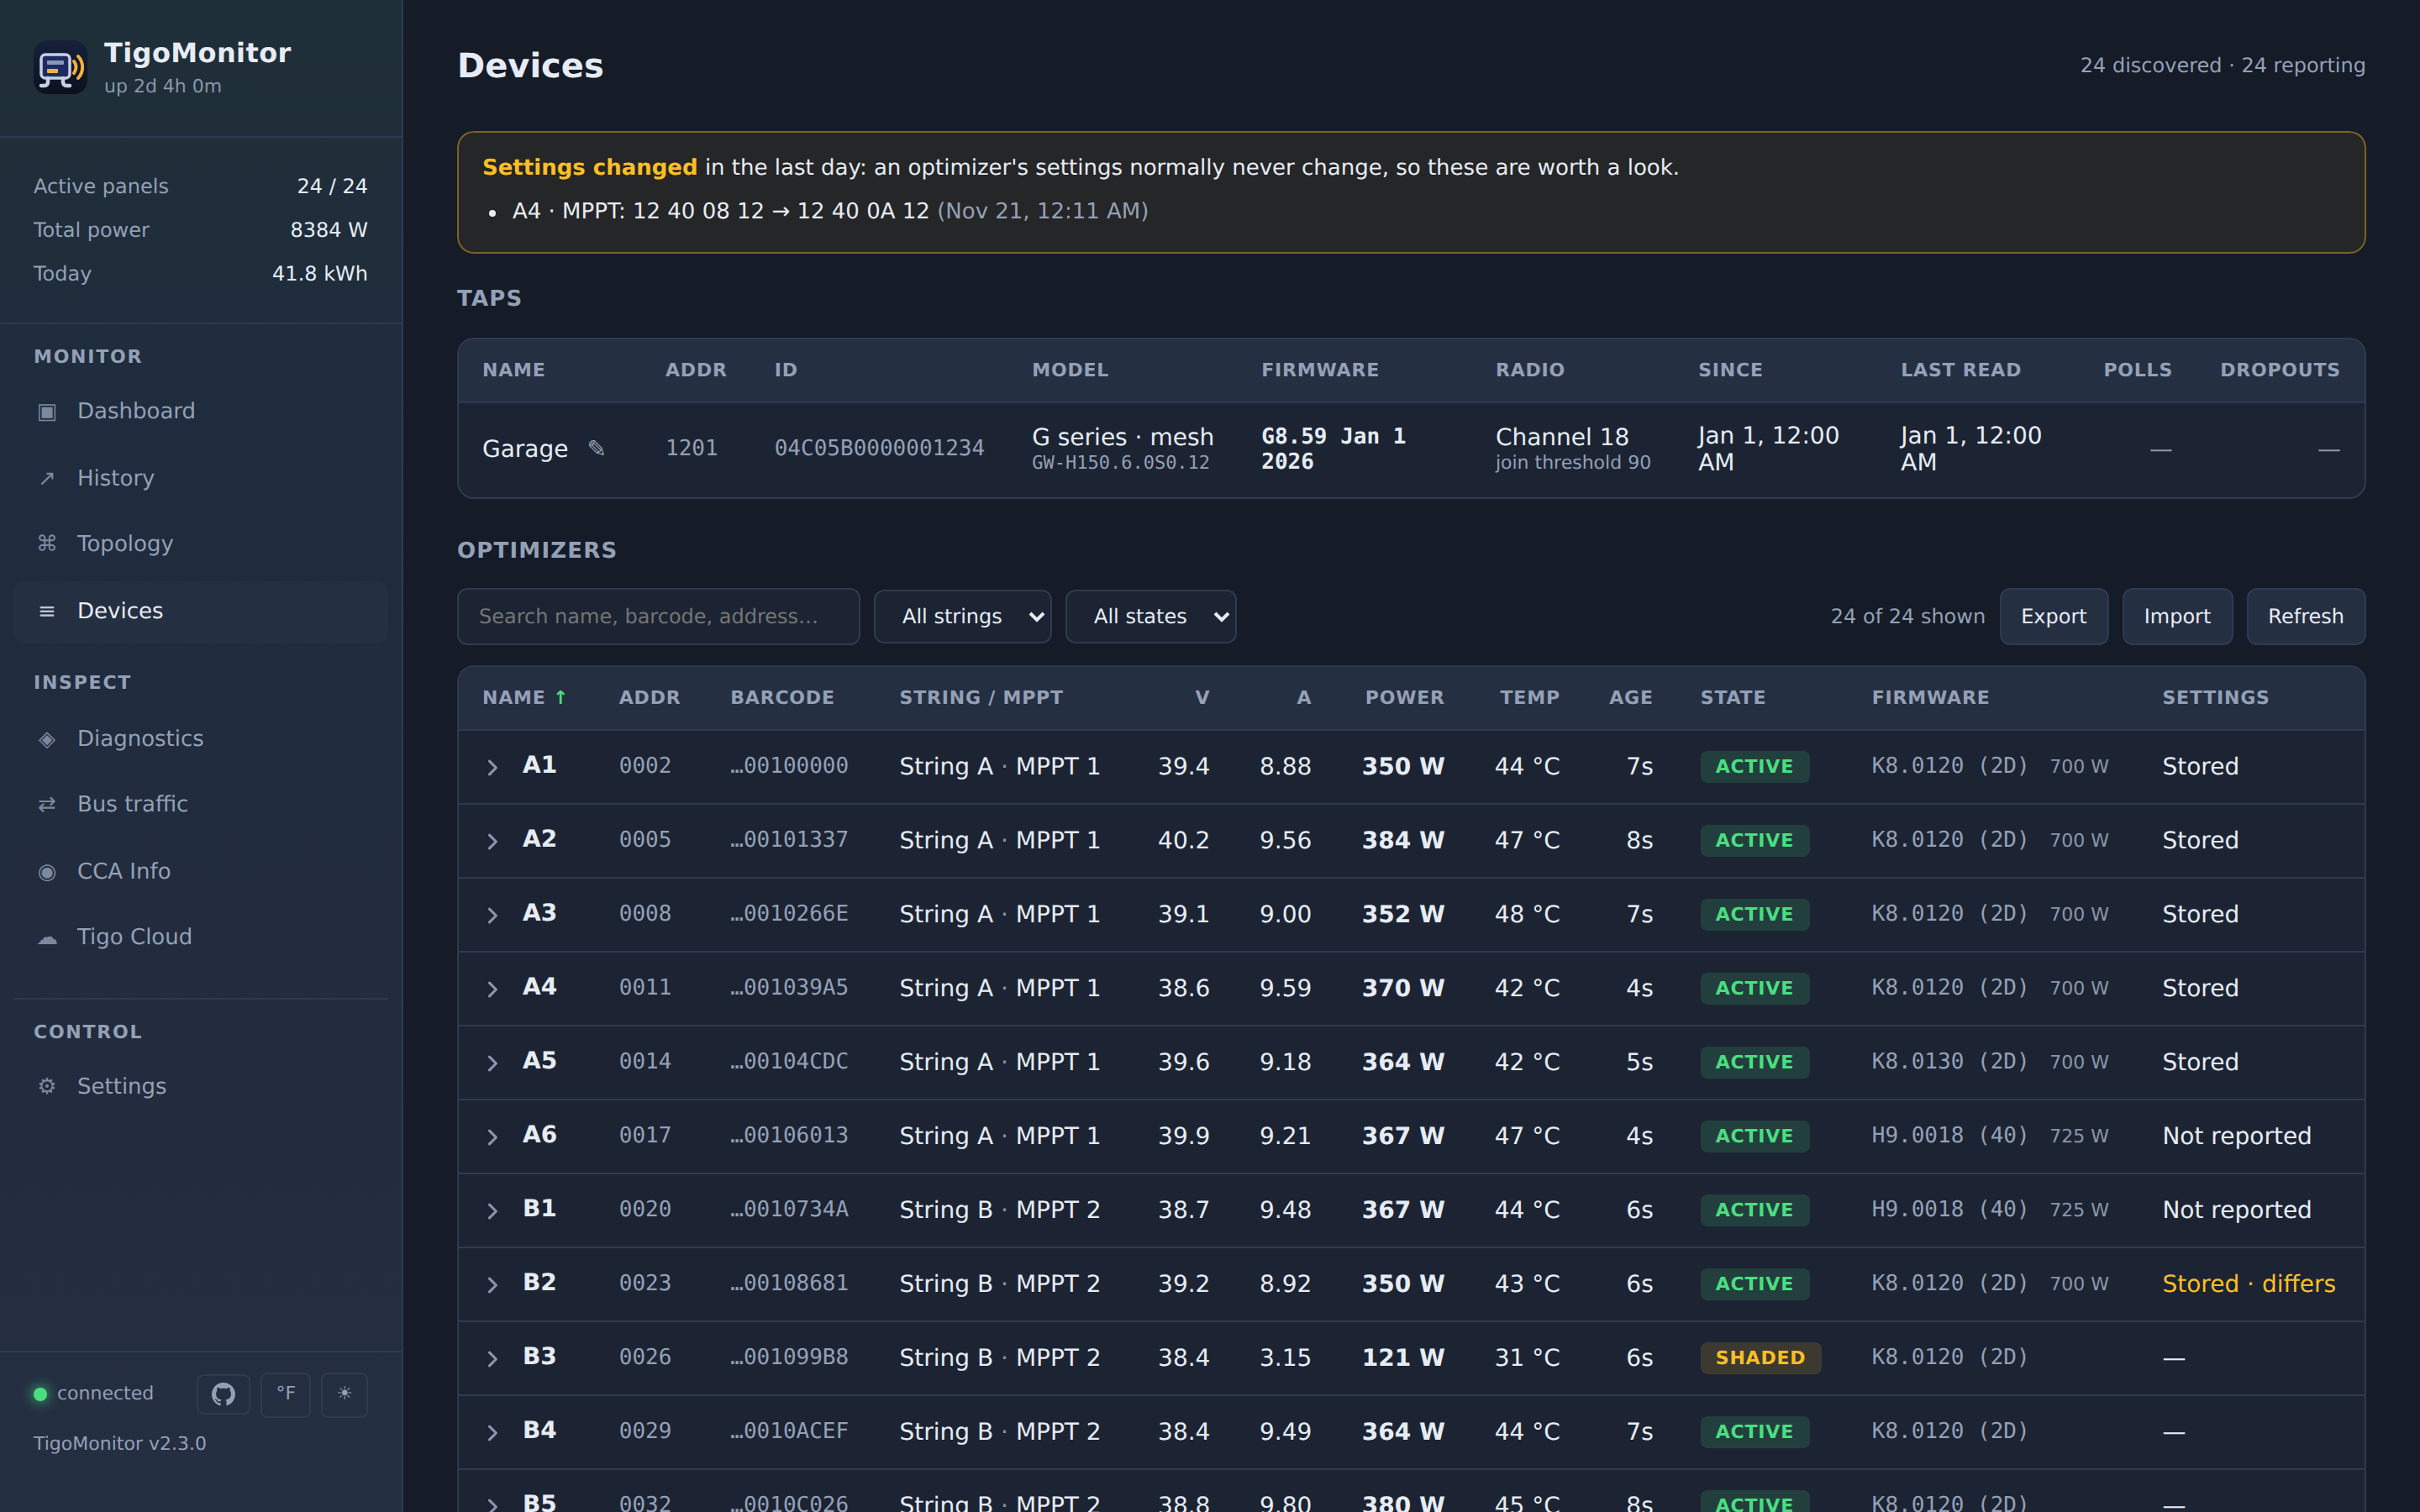 TigoMonitor
up 2d 4h 0m
Active panels 24 / 24
Total power 8384 W
Today 41.8 kWh
MONITOR
Dashboard
History
Topology
Devices
INSPECT
Diagnostics
Bus traffic
CCA Info
Tigo Cloud
CONTROL
Settings
connected °F
TigoMonitor v2.3.0
Devices
24 discovered · 24 reporting
Settings changed in the last day: an optimizer's settings normally never change, so these are worth a look.
• A4 · MPPT: 12 40 08 12 → 12 40 0A 12 (Nov 21, 12:11 AM)
TAPS
NAME ADDR ID MODEL FIRMWARE RADIO SINCE LAST READ POLLS DROPOUTS
Garage ✎ 1201 04C05B0000001234 G series · mesh G8.59 Jan 1 Channel 18 Jan 1, 12:00 Jan 1, 12:00 — —
GW-H150.6.0S0.12 2026 join threshold 90 AM AM
OPTIMIZERS
Search name, barcode, address… All strings All states 24 of 24 shown Export Import Refresh
NAME ↑ ADDR BARCODE STRING / MPPT V A POWER TEMP AGE STATE FIRMWARE SETTINGS
A1 0002 …00100000 String A · MPPT 1 39.4 8.88 350 W 44 °C 7s ACTIVE K8.0120 (2D) 700 W Stored
A2 0005 …00101337 String A · MPPT 1 40.2 9.56 384 W 47 °C 8s ACTIVE K8.0120 (2D) 700 W Stored
A3 0008 …0010266E String A · MPPT 1 39.1 9.00 352 W 48 °C 7s ACTIVE K8.0120 (2D) 700 W Stored
A4 0011 …001039A5 String A · MPPT 1 38.6 9.59 370 W 42 °C 4s ACTIVE K8.0120 (2D) 700 W Stored
A5 0014 …00104CDC String A · MPPT 1 39.6 9.18 364 W 42 °C 5s ACTIVE K8.0130 (2D) 700 W Stored
A6 0017 …00106013 String A · MPPT 1 39.9 9.21 367 W 47 °C 4s ACTIVE H9.0018 (40) 725 W Not reported
B1 0020 …0010734A String B · MPPT 2 38.7 9.48 367 W 44 °C 6s ACTIVE H9.0018 (40) 725 W Not reported
B2 0023 …00108681 String B · MPPT 2 39.2 8.92 350 W 43 °C 6s ACTIVE K8.0120 (2D) 700 W Stored · differs
B3 0026 …001099B8 String B · MPPT 2 38.4 3.15 121 W 31 °C 6s SHADED K8.0120 (2D) —
B4 0029 …0010ACEF String B · MPPT 2 38.4 9.49 364 W 44 °C 7s ACTIVE K8.0120 (2D) —
B5 0032 …0010C026 String B · MPPT 2 38.8 9.80 380 W 45 °C 8s ACTIVE K8.0120 (2D) —